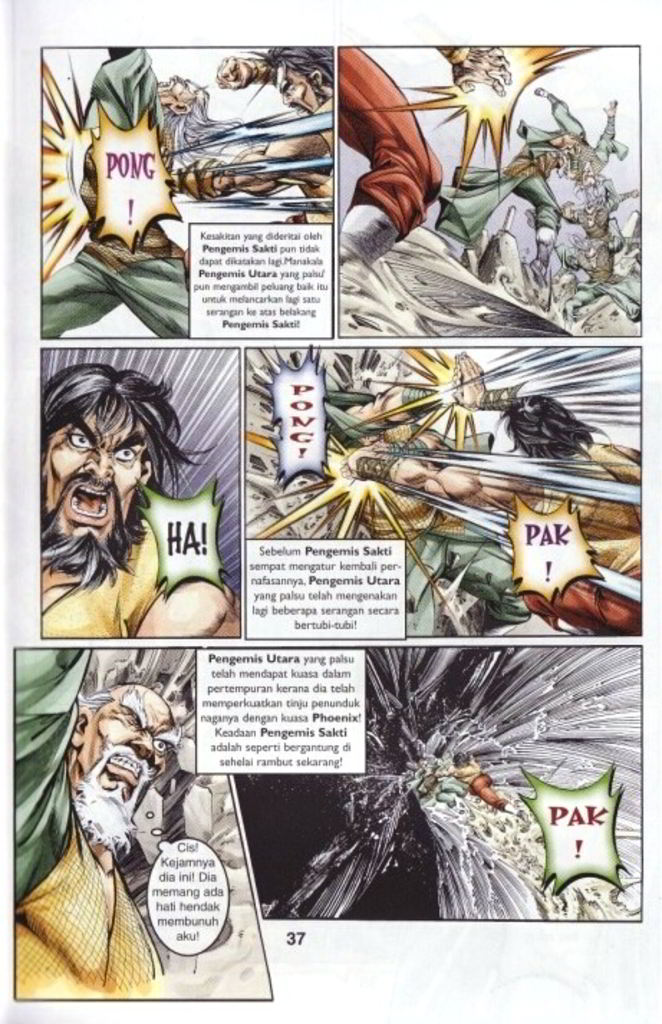 PONG
!
Kesakitan yang dideritai oleh
Pengemis Sakti pun tidak
dapat dikatakan lagi.Manakala
Pengemis Utara yang palsu
pun mengambil peluang baik itu
untuk melancarkan lagi satu
serangan ke atas belakang
Pengemis Sakti!
HA!
PONG!
PAK
!
Sebelum Pengemis Sakti
sempat mengatur kembali per-
nafasannya, Pengemis Utara
yang palsu telah mengenakan
lagi beberapa serangan secara
bertubi-tubi!
Pengemis Utara yang palsu
telah mendapat kuasa dalam
pertempuran kerana dia telah
memperkuatkan tinju penunduk
naganya dengan kuasa Phoenix!
Keadaan Pengemis Sakti
adalah seperti bergantung di
sehelai rambut sekarang!
Cis!
Kejamnya
dia ini! Dia
memang ada
hati hendak
membunuh
aku!
PAK
!
37